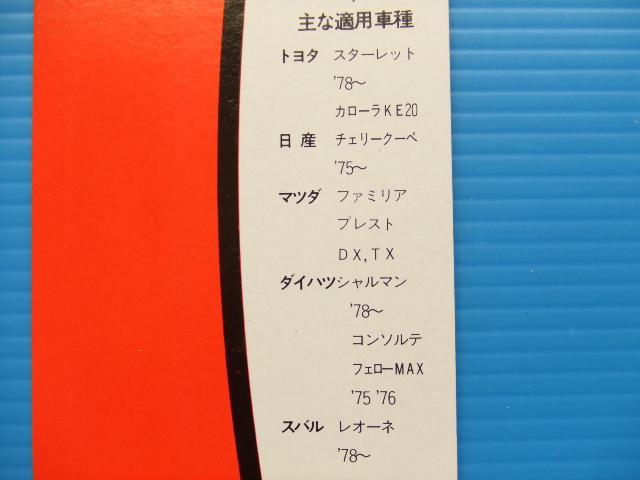 主な適用車種
トヨタ スターレット
'78〜
カローラKE20
日産 チェリークーペ
'75〜
マツダ ファミリア
プレスト
DX,TX
ダイハツ シャルマン
'78〜
コンソルテ
フェローMAX
'75 '76
スバル レオーネ
'78〜